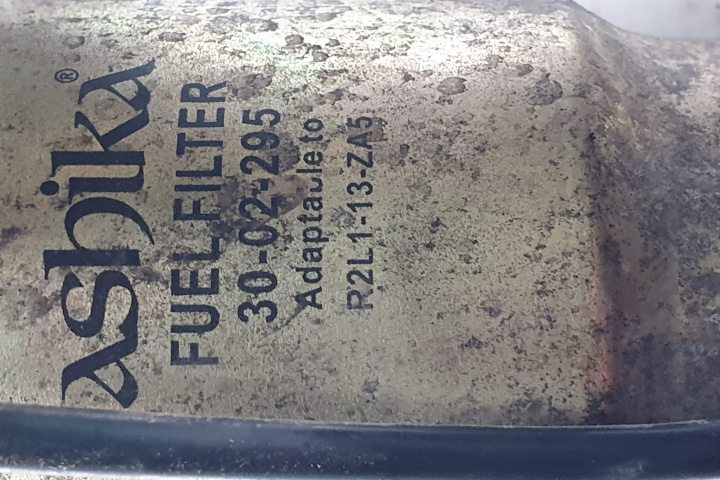 ashika®
FUEL FILTER
30-02-295
Adaptable to
R2L1-13-ZA5